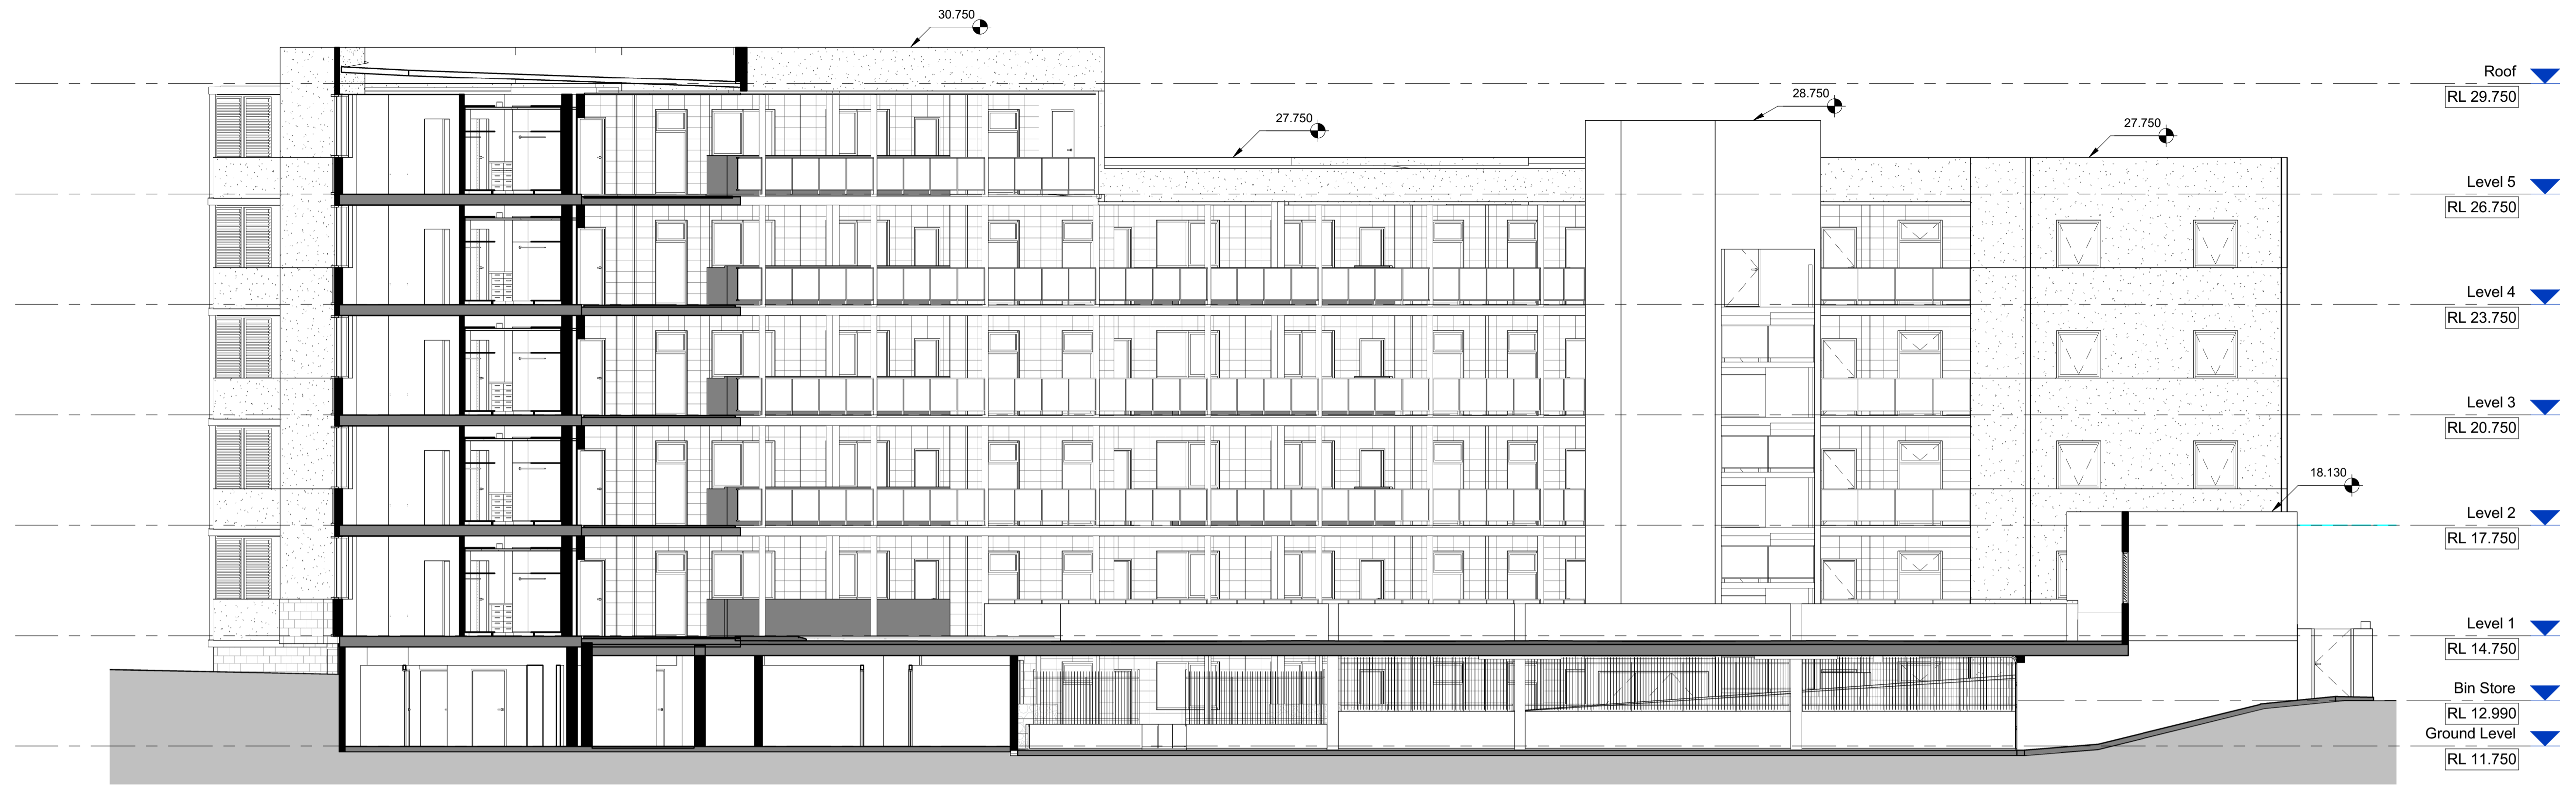 30.750
Roof
RL 29.750
28.750
27.750
27.750
Level 5
RL 26.750
Level 4
RL 23.750
Level 3
RL 20.750
18.130
Level 2
RL 17.750
Level 1
RL 14.750
Bin Store
RL 12.990
Ground Level
RL 11.750